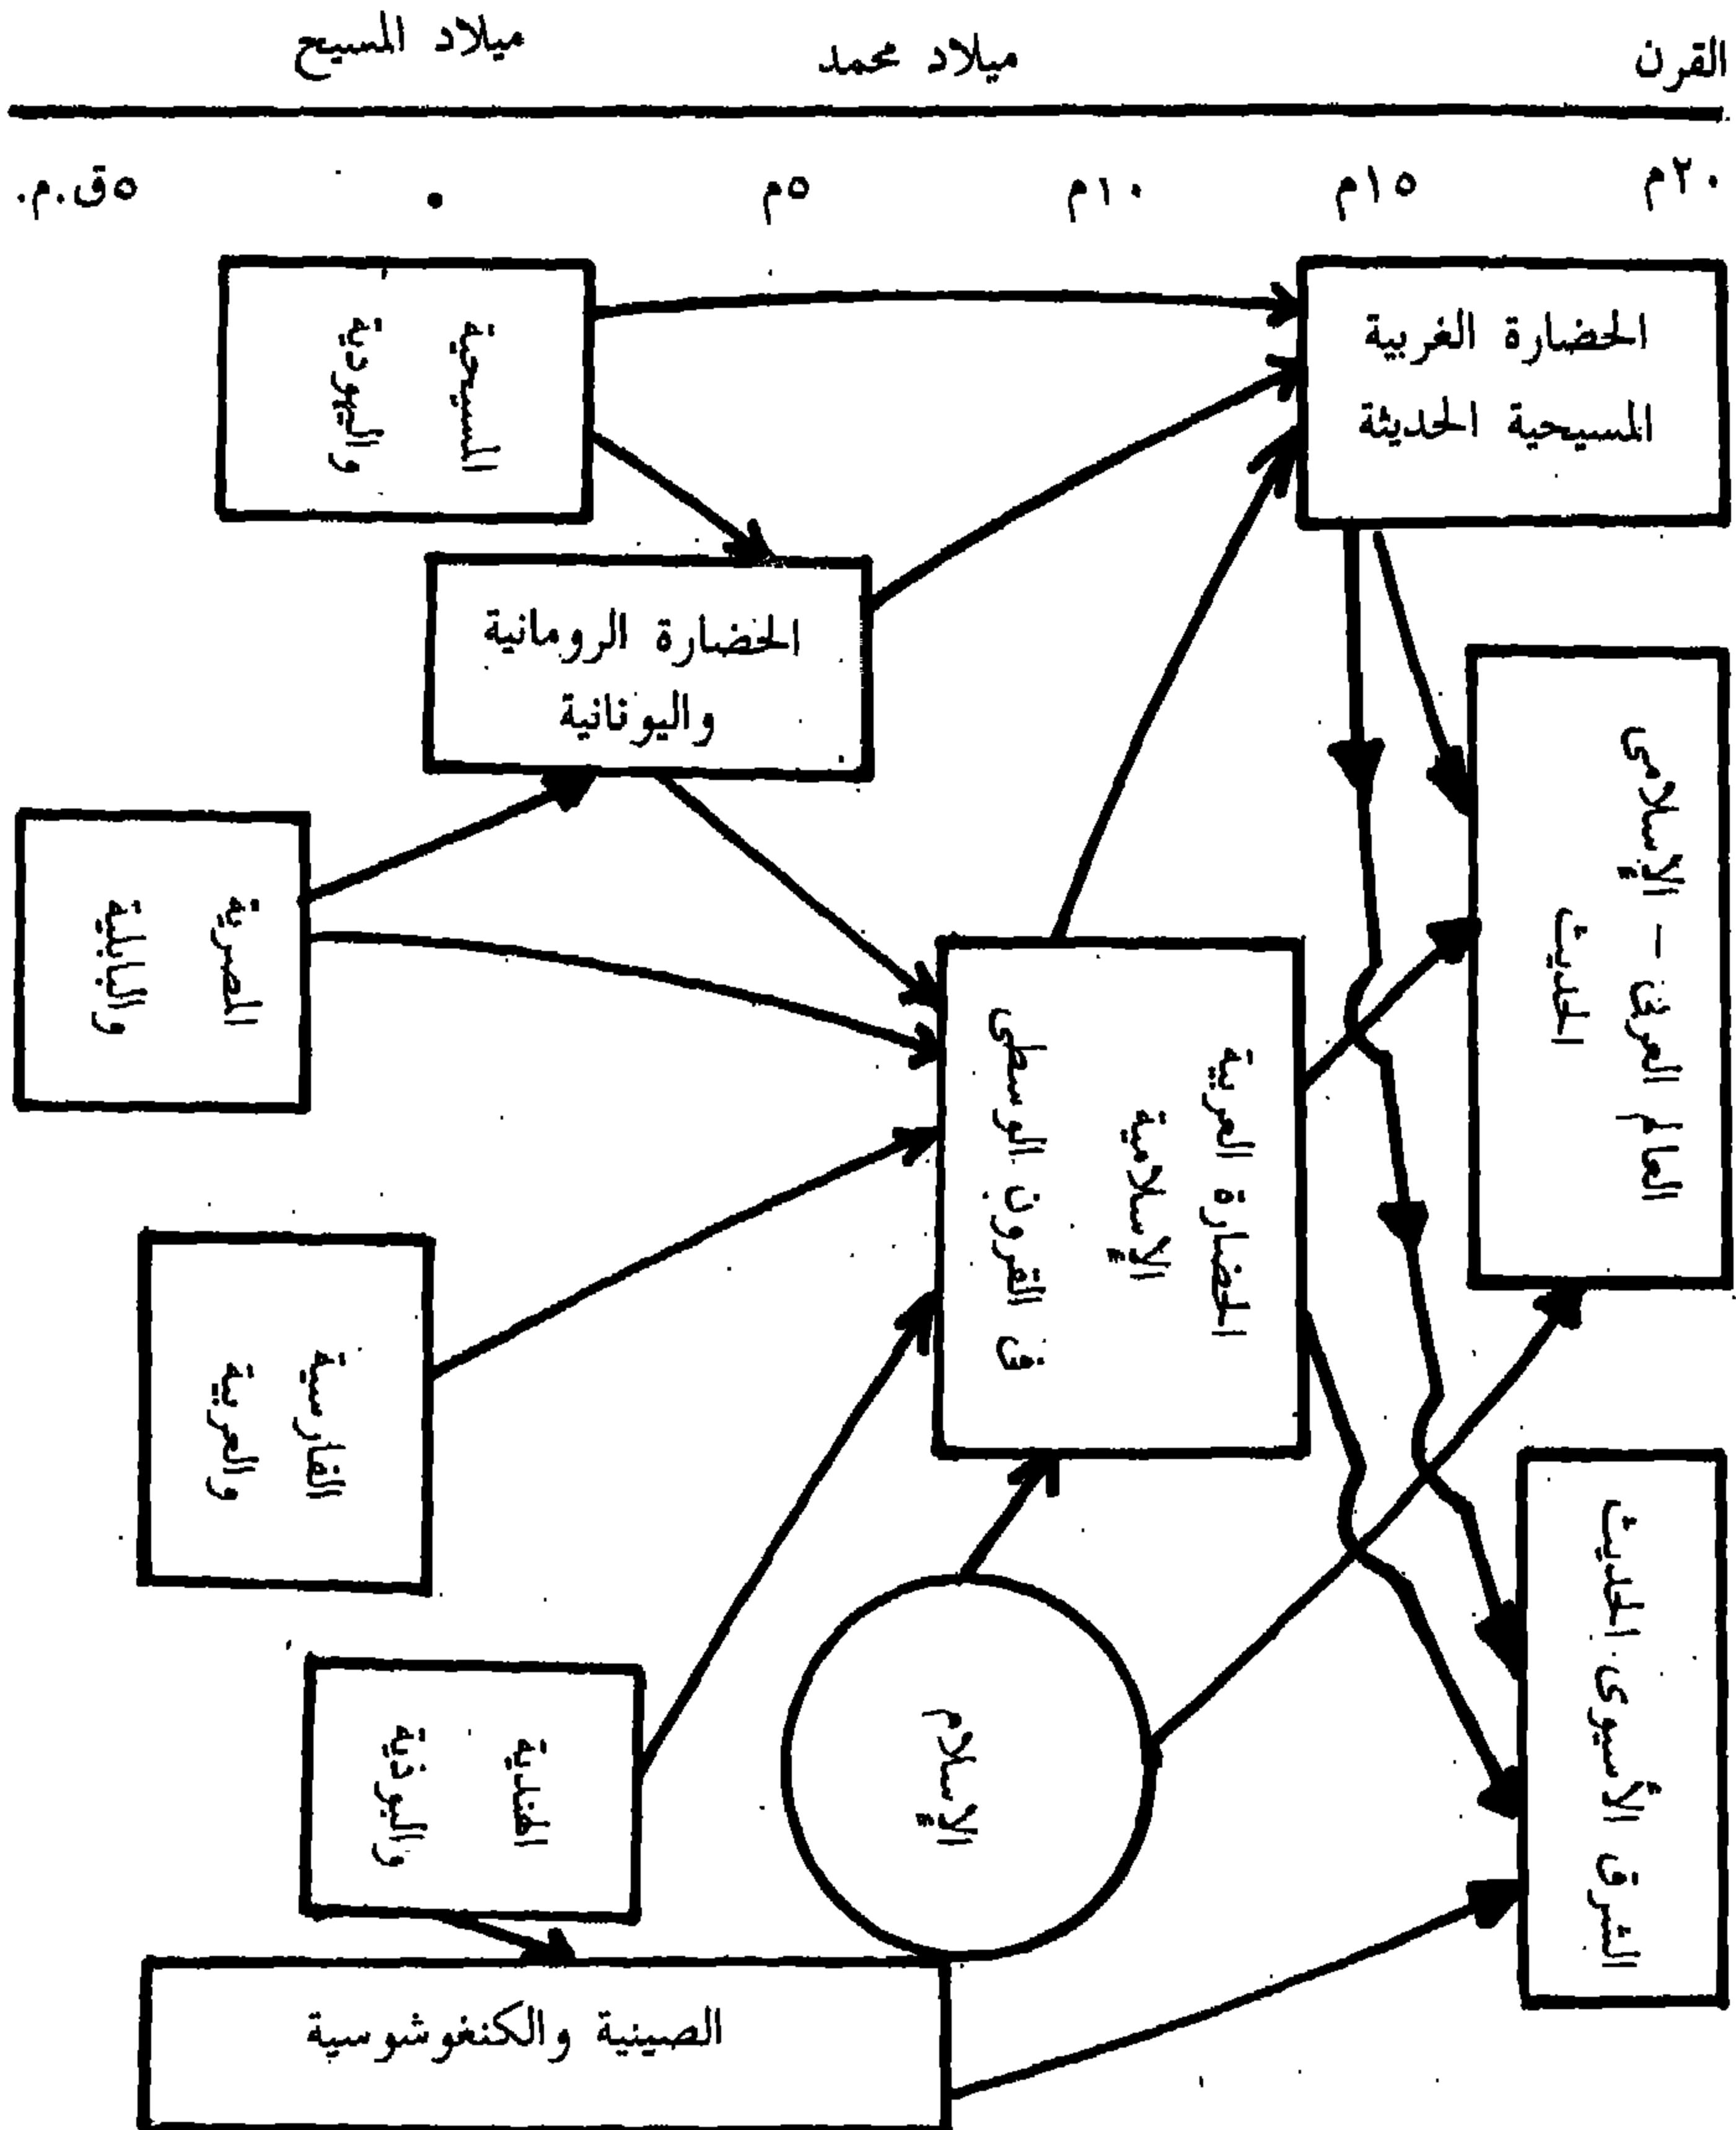 القرن
ميلاد محمد
ميلاد المسيح
٢٠م
١٥م
١٠م
٥م
٠
٥ق.م.
الحضارة الغربية
المسيحية الحديثة
المسيحية
واليهودية
الحضارة الرومانية
واليونانية
العالم العربى – الإسلامى
الحديث
المصرية
والبابلية
الحضارة العربية
الإسلامية
فى القرون الوسطى
الفارسية
والعربية
الشرق الأسيوى الحديث
الإسلام
الهندية
والبوذية
الصينية والكنغوشوسية